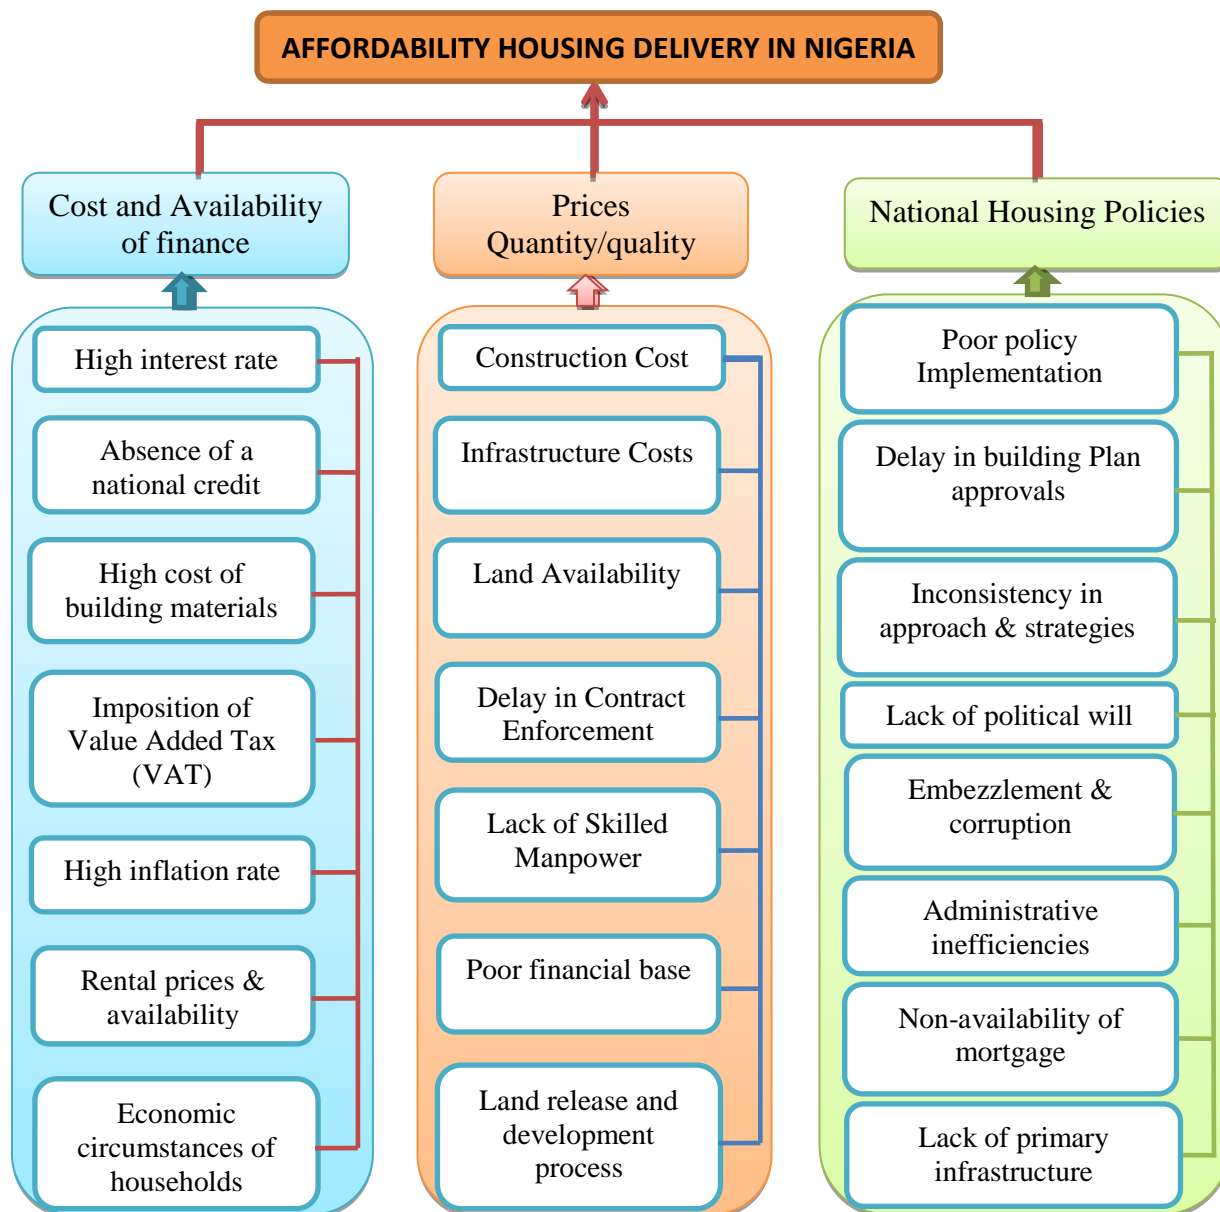 AFFORDABILITY HOUSING DELIVERY IN NIGERIA
Cost and Availability
of finance
High interest rate
Absence of a
national credit
High cost of
building materials
Imposition of
Value Added Tax
(VAT)
High inflation rate
Rental prices &
availability
Economic
circumstances of
households
Prices
Quantity/quality
Construction Cost
Infrastructure Costs
Land Availability
Delay in Contract
Enforcement
Lack of Skilled
Manpower
Poor financial base
Land release and
development
process
National Housing Policies
Poor policy
Implementation
Delay in building Plan
approvals
Inconsistency in
approach & strategies
Lack of political will
Embezzlement &
corruption
Administrative
inefficiencies
Non-availability of
mortgage
Lack of primary
infrastructure